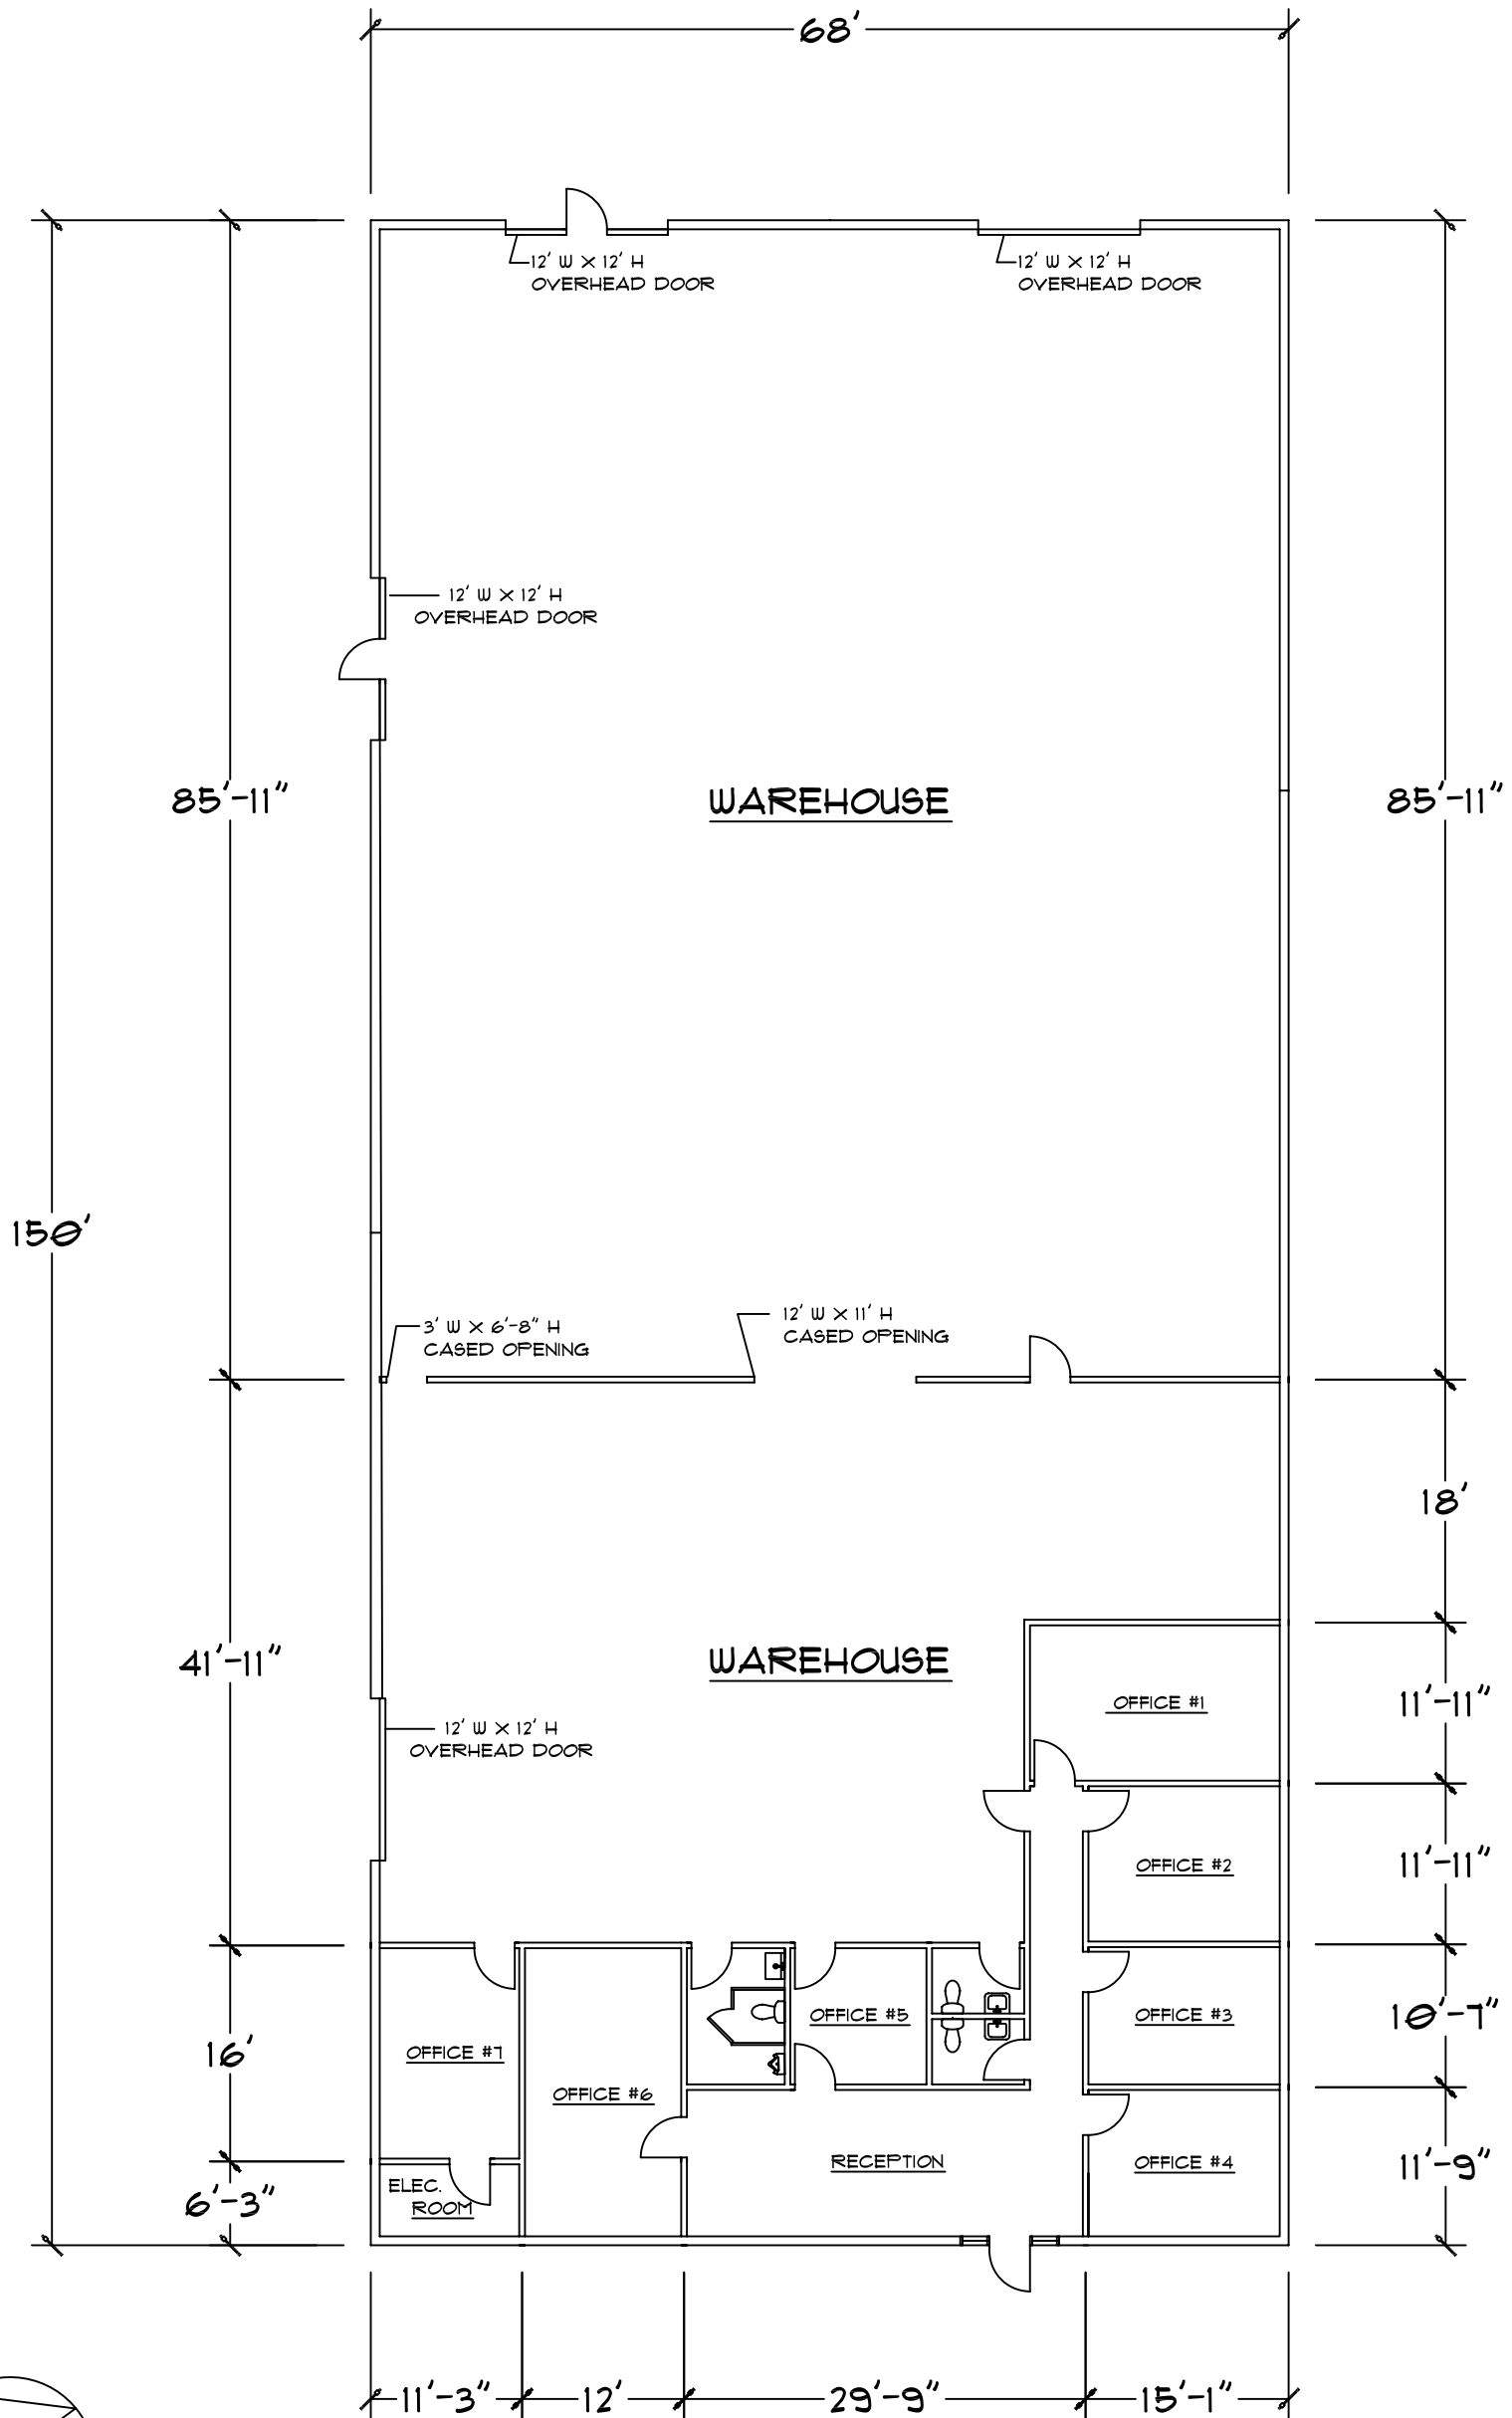 68'
12' W X 12' H
OVERHEAD DOOR
12' W X 12' H
OVERHEAD DOOR
12' W X 12' H
OVERHEAD DOOR
85'-11"
WAREHOUSE
85'-11"
150'
3' W X 6'-8" H
CASED OPENING
12' W X 11' H
CASED OPENING
18'
41'-11"
WAREHOUSE
OFFICE #1
11'-11"
12' W X 12' H
OVERHEAD DOOR
OFFICE #2
11'-11"
OFFICE #5
OFFICE #3
10'-7"
16'
OFFICE #7
OFFICE #6
RECEPTION
OFFICE #4
11'-9"
ELEC.
ROOM
6'-3"
11'-3"
12'
29'-9"
15'-1"